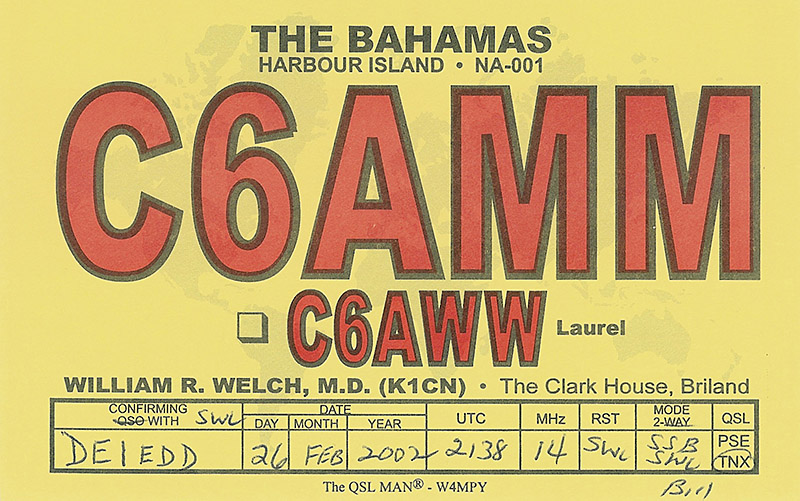 THE BAHAMAS
HARBOUR ISLAND • NA-001
C6AMM
C6AWW Laurel
WILLIAM R. WELCH, M.D. (K1CN) • The Clark House, Briland
CONFIRMING QSO WITH SWL DATE DAY MONTH YEAR UTC MHz RST MODE 2-WAY QSL
DE1EDD 26 FEB 2002 2138 14 SWL SSB SWL PSE TNX
The QSL MAN® - W4MPY
Bill